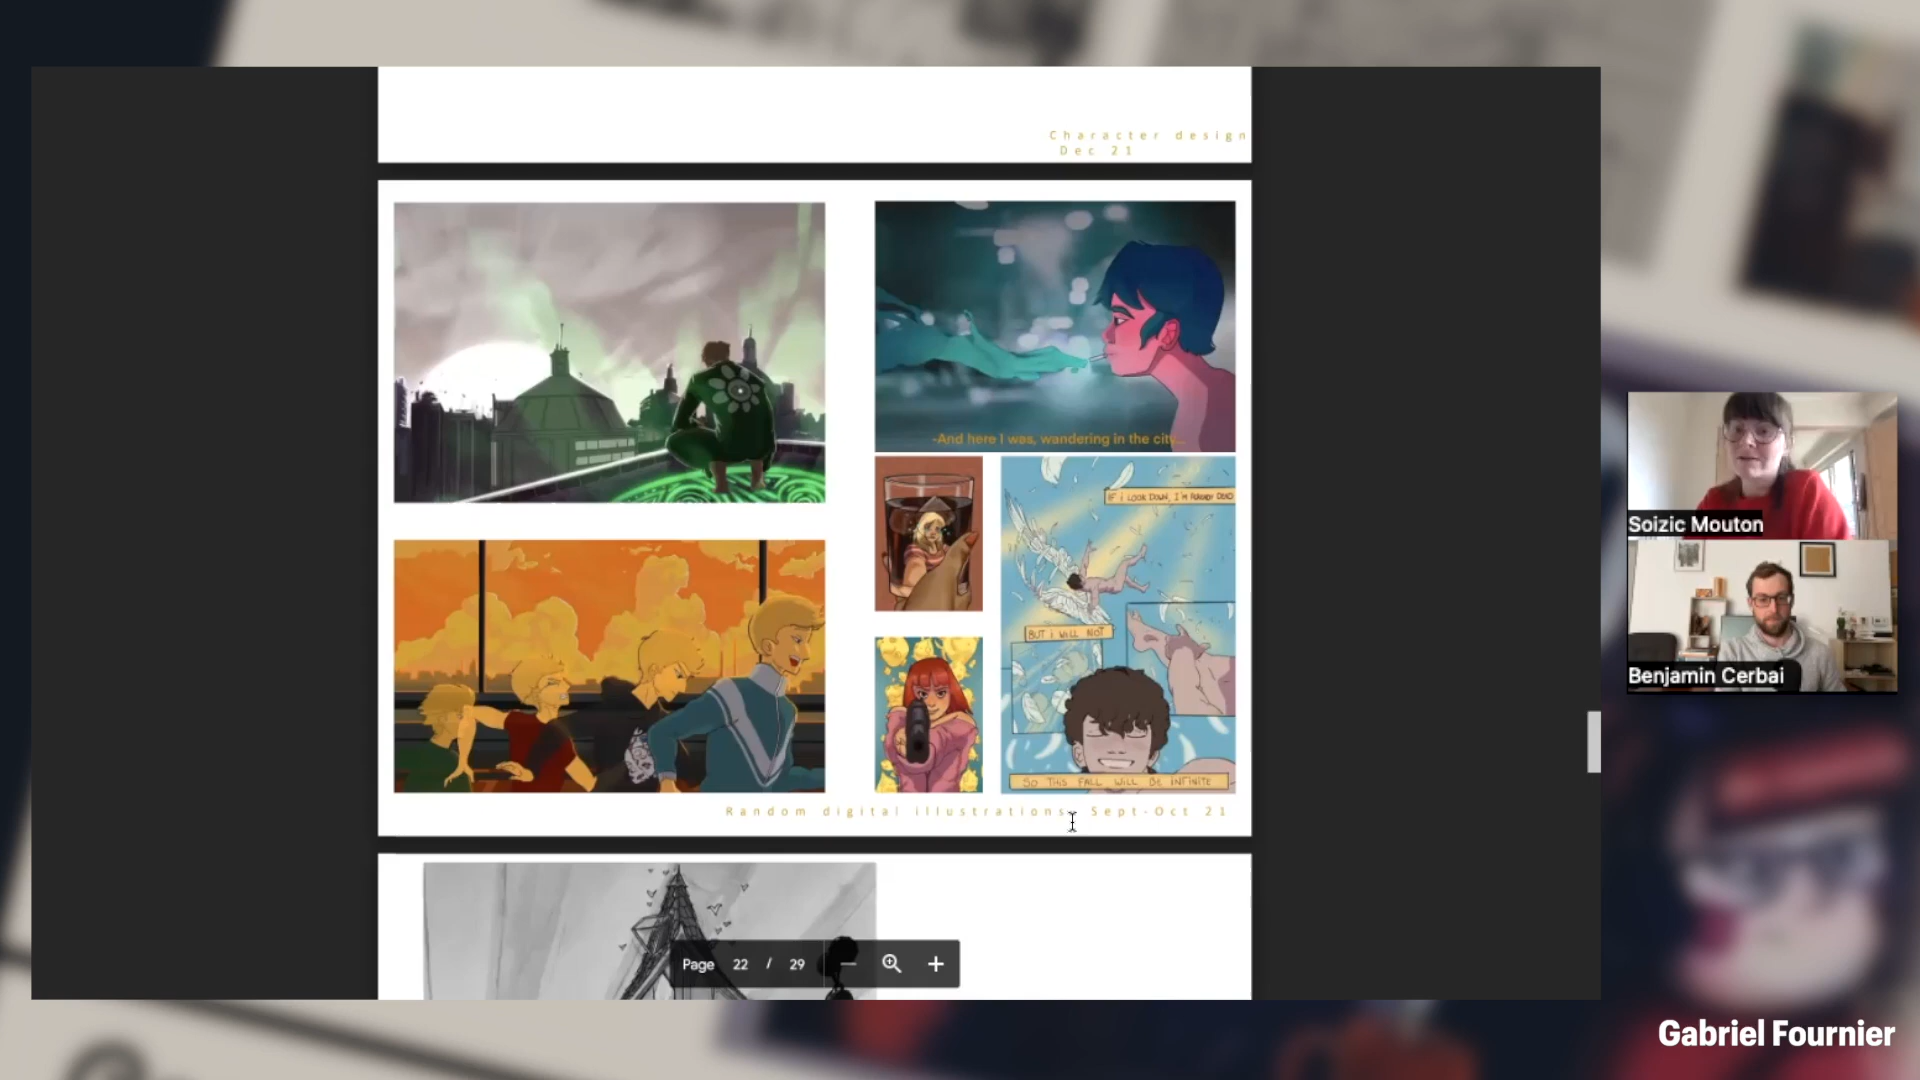 Character design
Dec 21
-And here I was, wandering in the city...
IF i LOOK DOWN, I'M ALREADY DEAD
BUT i WiLL NOT
SO THIS FALL WILL BE INFINITE
Random digital illustrations- Sept-Oct 21
Page 22 / 29
Soizic Mouton
Benjamin Cerbai
Gabriel Fournier